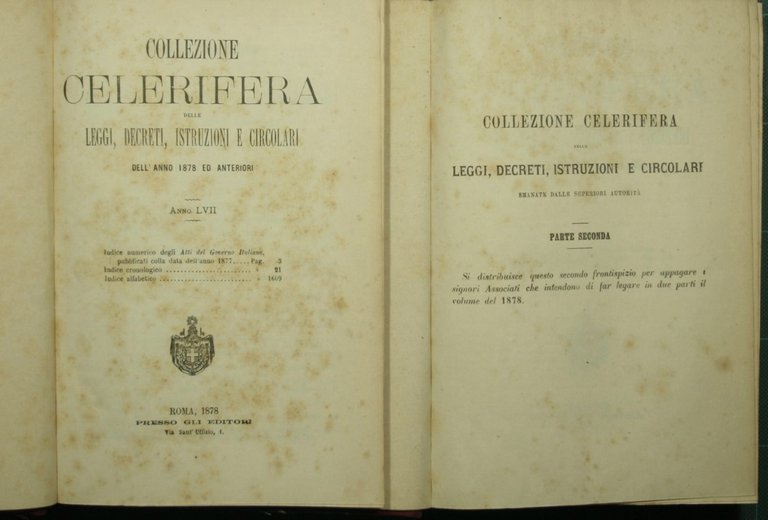 COLLEZIONE
CELERIFERA
DELLE
LEGGI, DECRETI, ISTRUZIONI E CIRCOLARI
DELL'ANNO 1878 ED ANTERIORI
ANNO LVII
Indice numerico degli Atti del Governo Italiano,
pubblicati colla data dell'anno 1877..... Pag. 3
Indice cronologico .................... » 21
Indice alfabetico ...................... » 1609
ROMA, 1878
PRESSO GLI EDITORI
Via Sant'Uffizio, 1.
COLLEZIONE CELERIFERA
DELLE
LEGGI, DECRETI, ISTRUZIONI E CIRCOLARI
EMANATE DALLE SUPERIORI AUTORITÀ
PARTE SECONDA
Si distribuisce questo secondo frontispizio per appagare i
signori Associati che intendono di far legare in due parti il
volume del 1878.